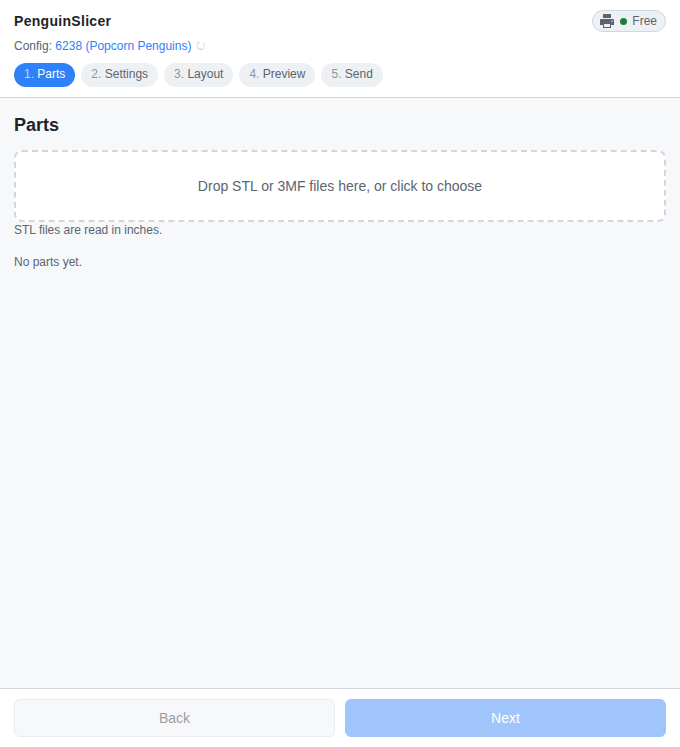 PenguinSlicer
Free
Config: 6238 (Popcorn Penguins)
1. Parts
2. Settings
3. Layout
4. Preview
5. Send
Parts
Drop STL or 3MF files here, or click to choose
STL files are read in inches.
No parts yet.
Back
Next